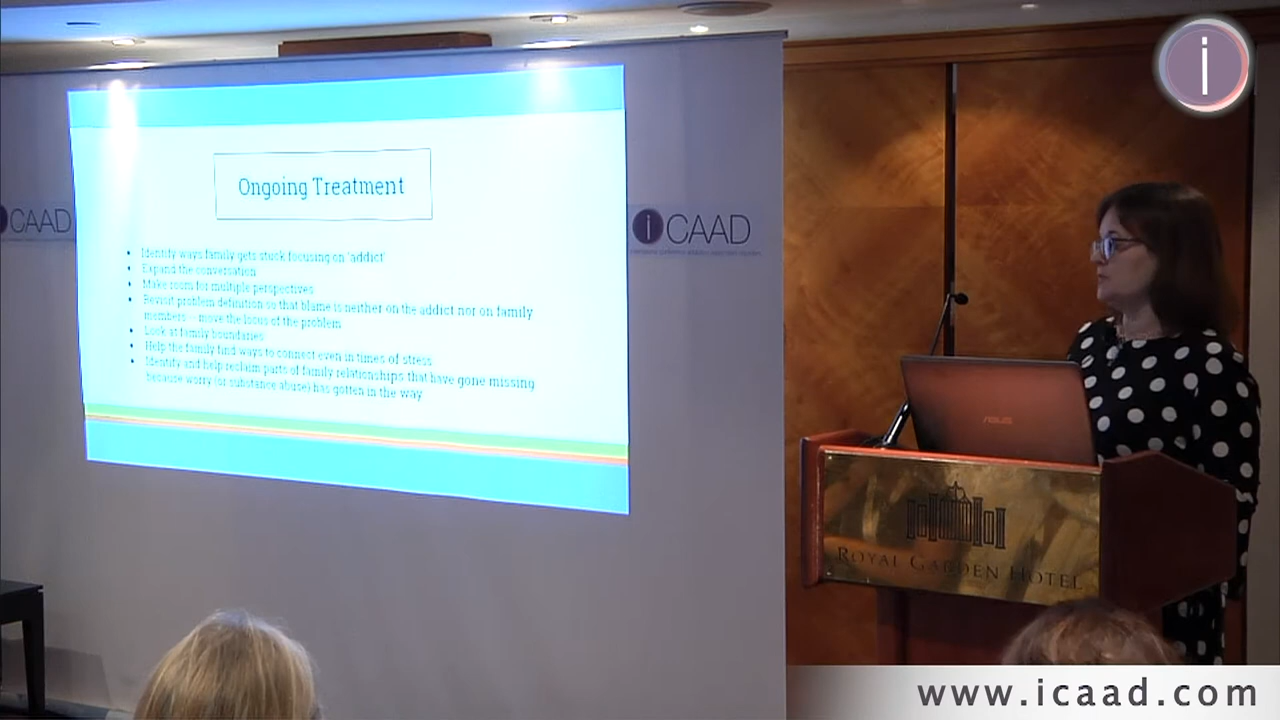 i
Ongoing Treatment
• Identify ways family gets stuck focusing on "addict"
• Expand the conversation
• Make room for multiple perspectives
• Revisit problem definition so that blame is neither on the addict nor on family
members – move the locus of the problem
• Look at family boundaries
• Help the family find ways to connect even in times of stress
• Identify and help reclaim parts of family relationships that have gone missing
because worry (or substance abuse) has gotten in the way
CAAD
iCAAD
ASUS
ROYAL GARDEN HOTEL
www.icaad.com